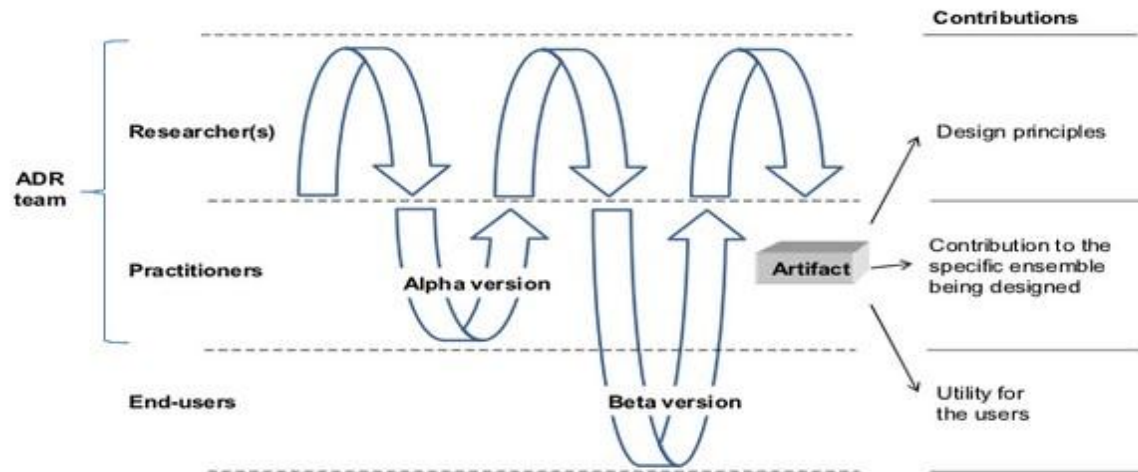 Contributions
Researcher(s)
Design principles
ADR
team
Practitioners
Alpha version
Artifact
Contribution to the
specific ensemble
being designed
End-users
Beta version
Utility for
the users